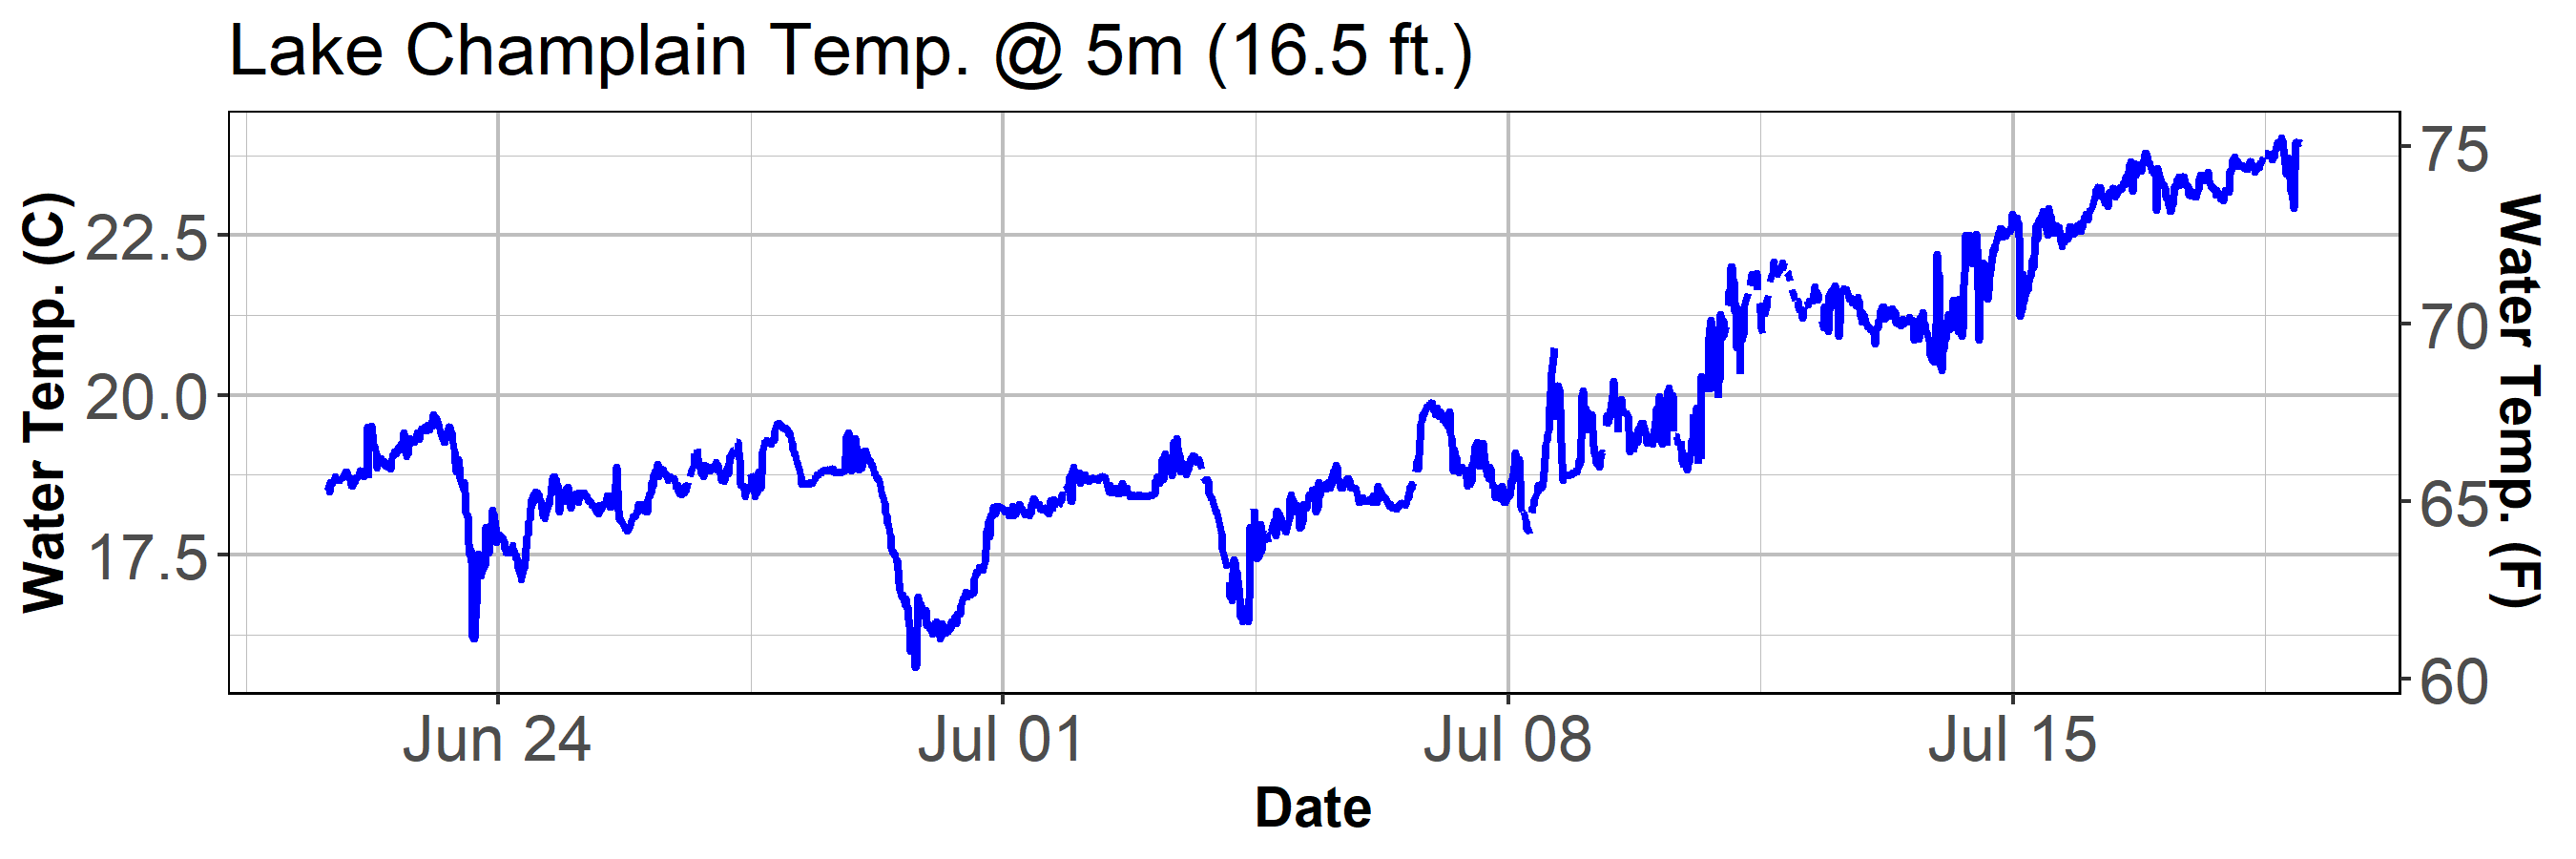 Lake Champlain Temp. @ 5m (16.5 ft.)
Water Temp. (C)
22.5
20.0
17.5
75
70
65
60
Water Temp. (F)
Jun 24
Jul 01
Jul 08
Jul 15
Date